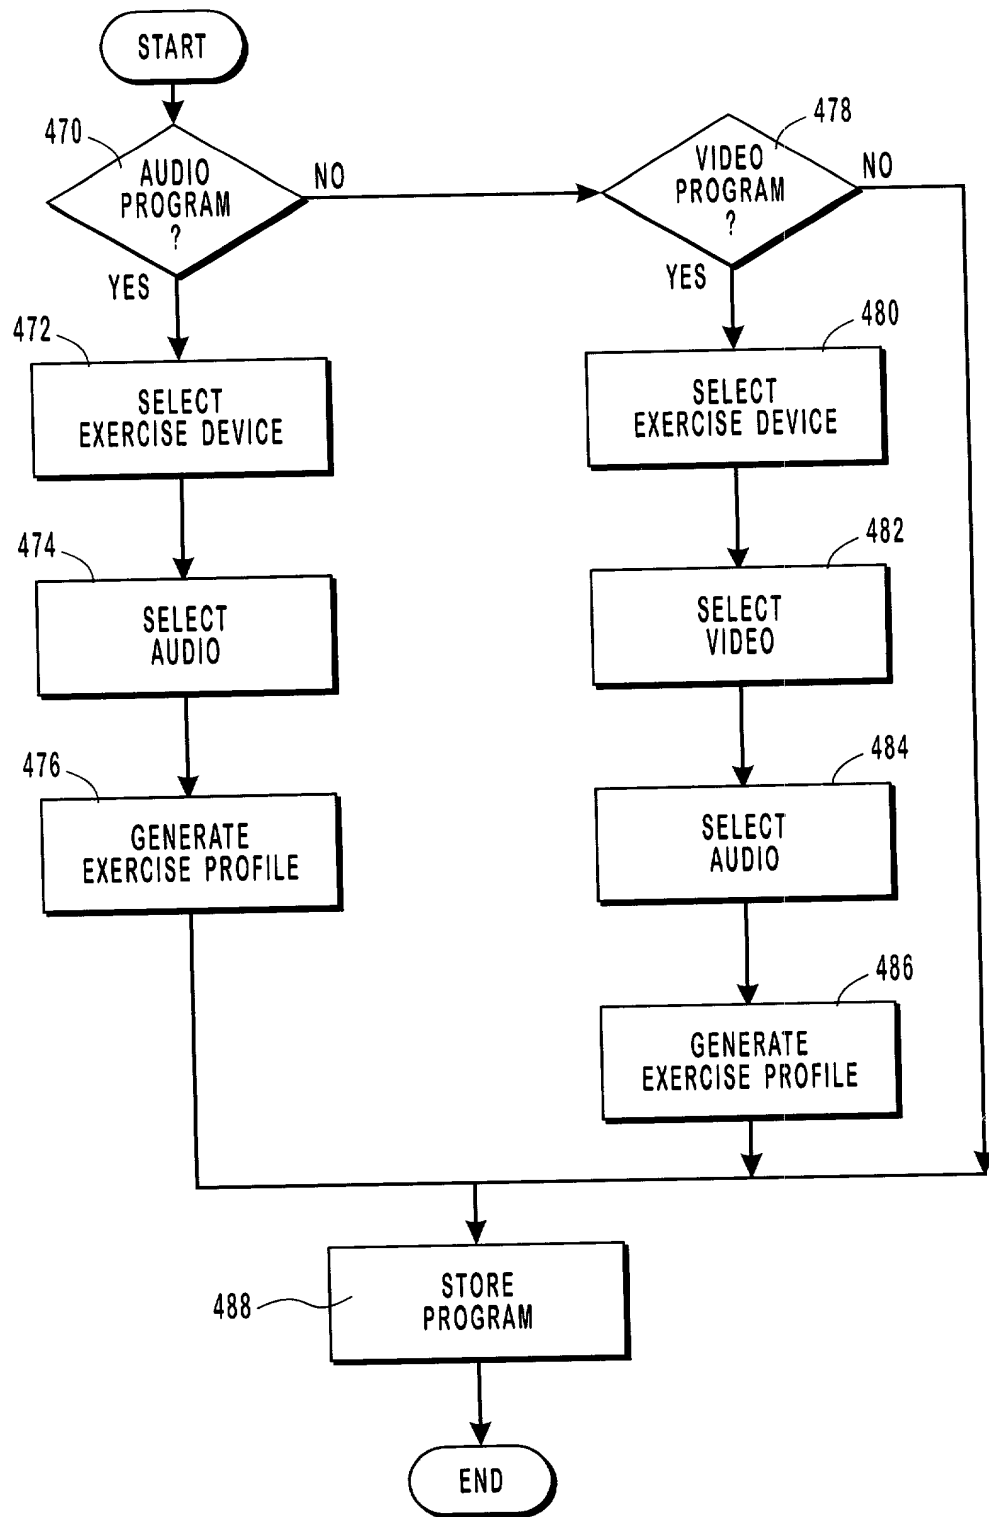 START
470
AUDIO
PROGRAM
?
NO
YES
472
SELECT
EXERCISE DEVICE
474
SELECT
AUDIO
476
GENERATE
EXERCISE PROFILE
478
VIDEO
PROGRAM
?
NO
YES
480
SELECT
EXERCISE DEVICE
482
SELECT
VIDEO
484
SELECT
AUDIO
486
GENERATE
EXERCISE PROFILE
488
STORE
PROGRAM
END